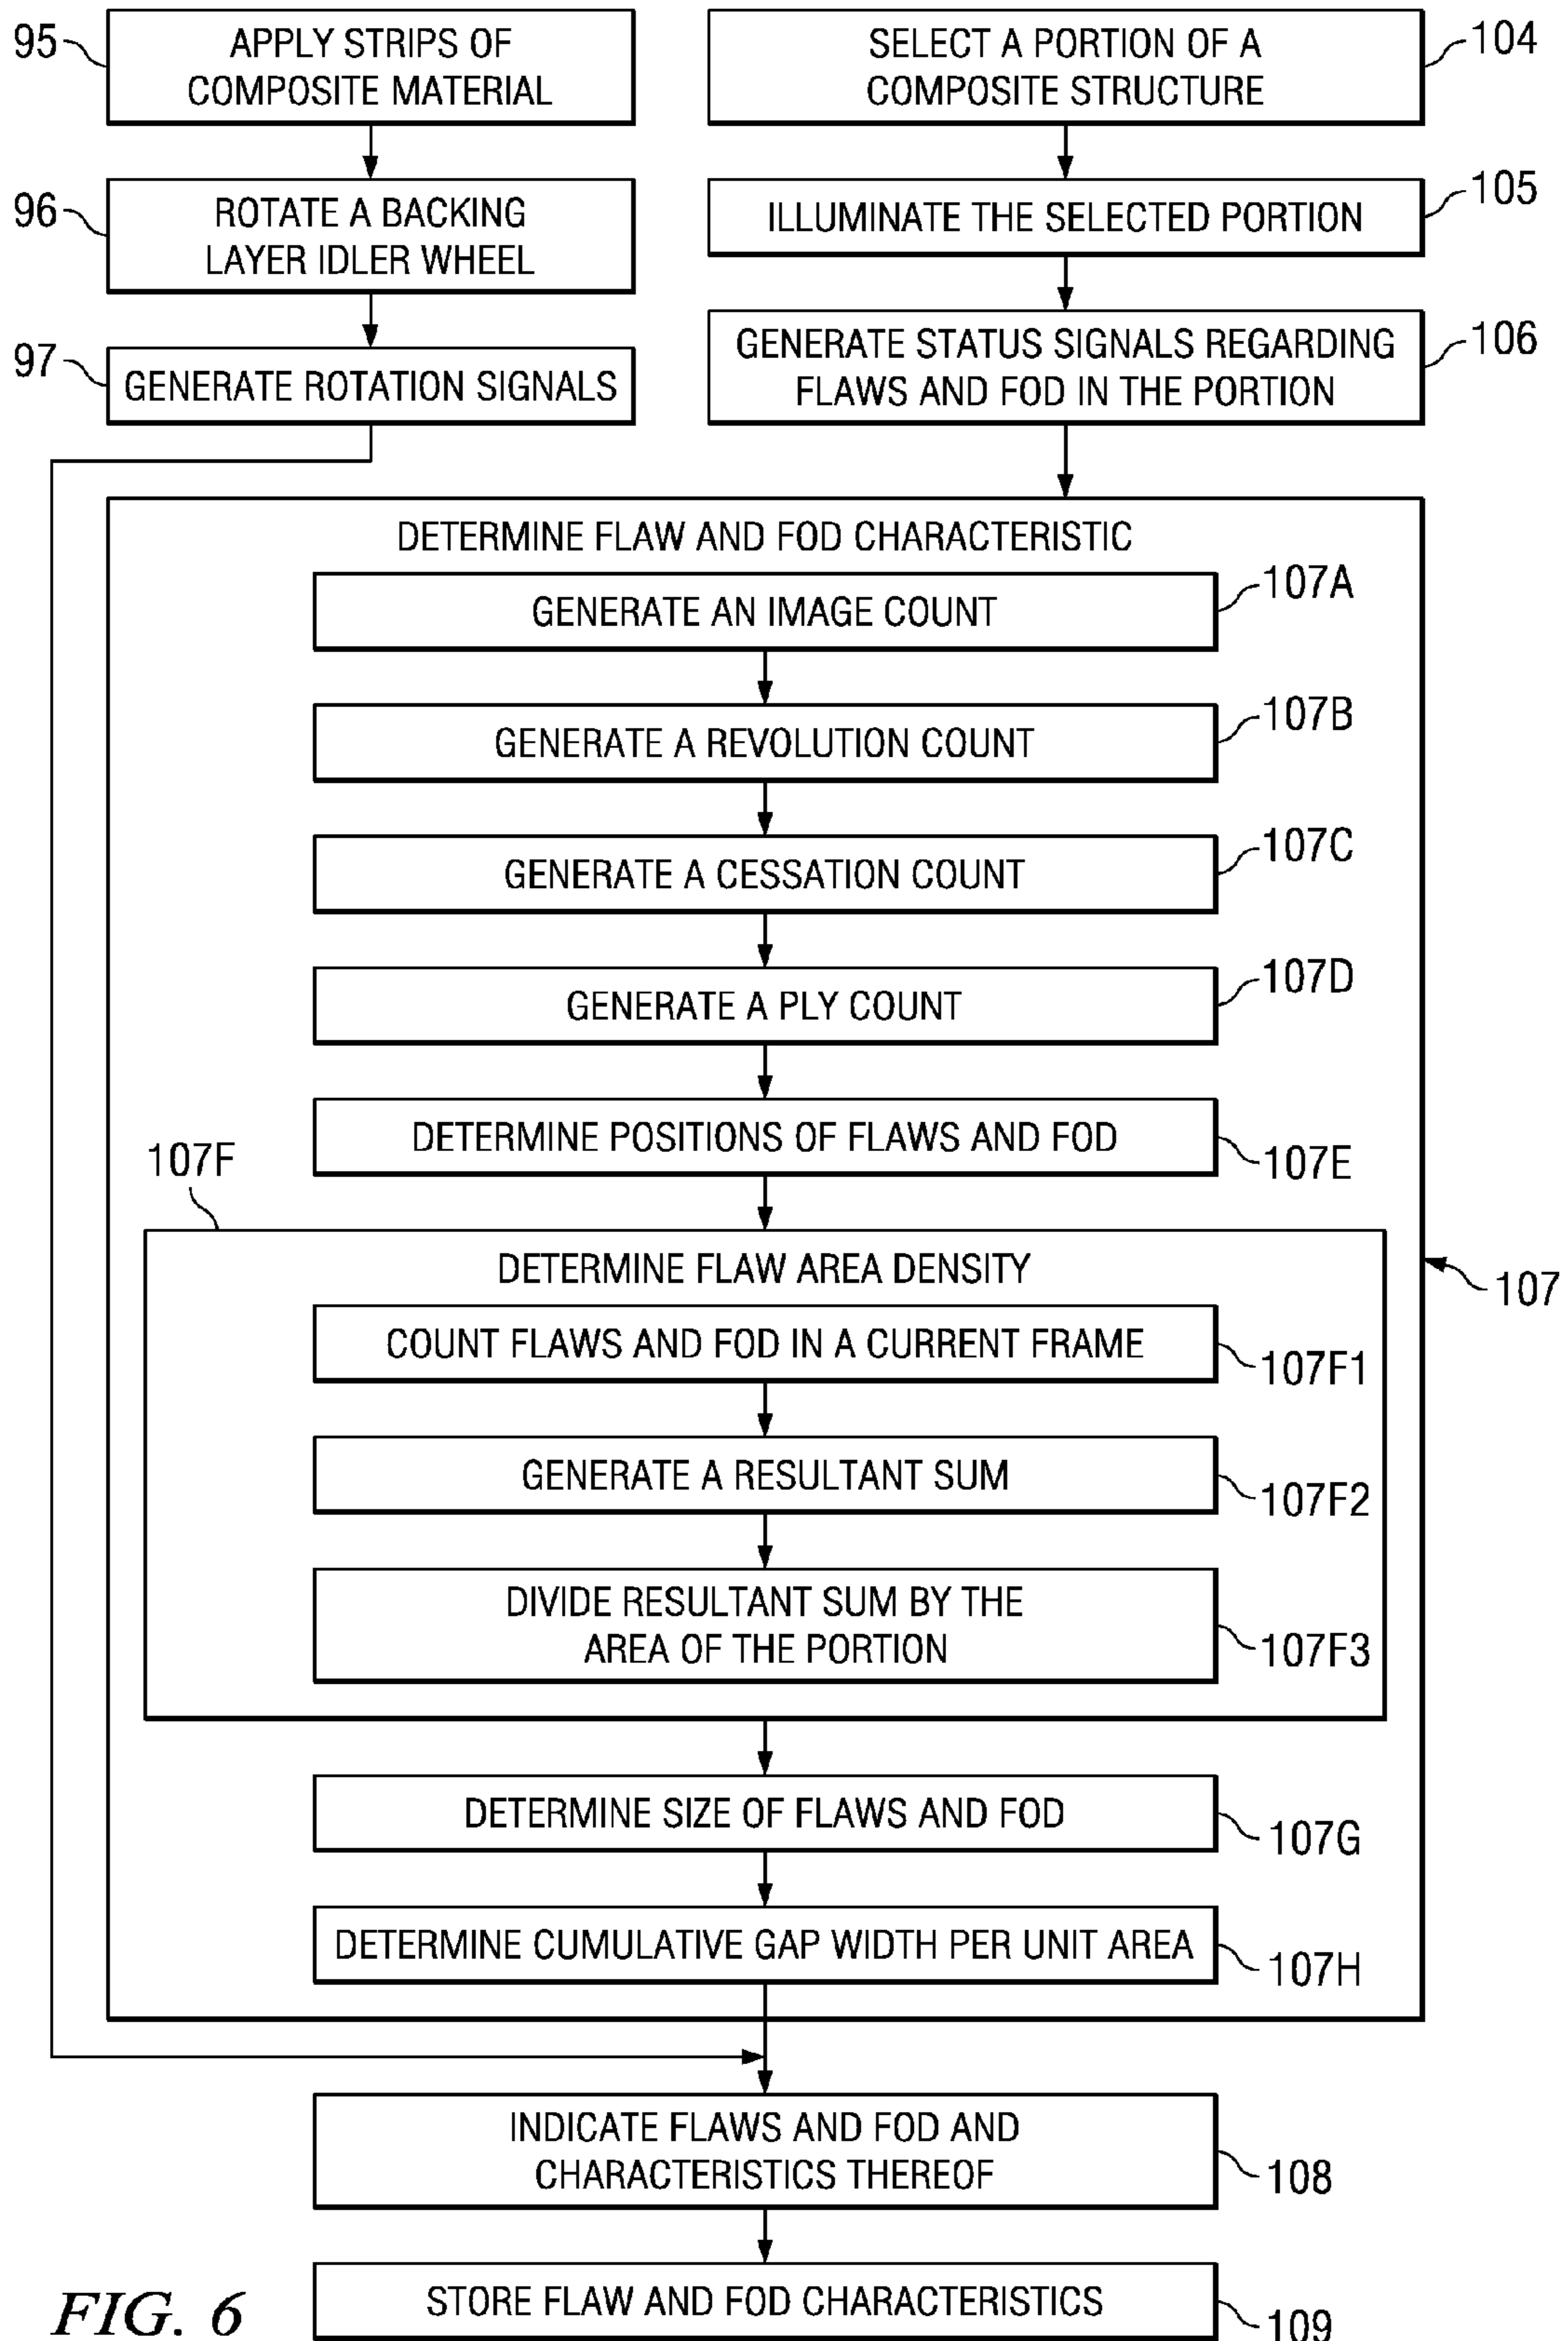 95
APPLY STRIPS OF
COMPOSITE MATERIAL
96
ROTATE A BACKING
LAYER IDLER WHEEL
97
GENERATE ROTATION SIGNALS
SELECT A PORTION OF A
COMPOSITE STRUCTURE
104
ILLUMINATE THE SELECTED PORTION
105
GENERATE STATUS SIGNALS REGARDING
FLAWS AND FOD IN THE PORTION
106
DETERMINE FLAW AND FOD CHARACTERISTIC
GENERATE AN IMAGE COUNT
107A
GENERATE A REVOLUTION COUNT
107B
GENERATE A CESSATION COUNT
107C
GENERATE A PLY COUNT
107D
DETERMINE POSITIONS OF FLAWS AND FOD
107E
107F
DETERMINE FLAW AREA DENSITY
107
COUNT FLAWS AND FOD IN A CURRENT FRAME
107F1
GENERATE A RESULTANT SUM
107F2
DIVIDE RESULTANT SUM BY THE
AREA OF THE PORTION
107F3
DETERMINE SIZE OF FLAWS AND FOD
107G
DETERMINE CUMULATIVE GAP WIDTH PER UNIT AREA
107H
INDICATE FLAWS AND FOD AND
CHARACTERISTICS THEREOF
108
STORE FLAW AND FOD CHARACTERISTICS
109
FIG. 6